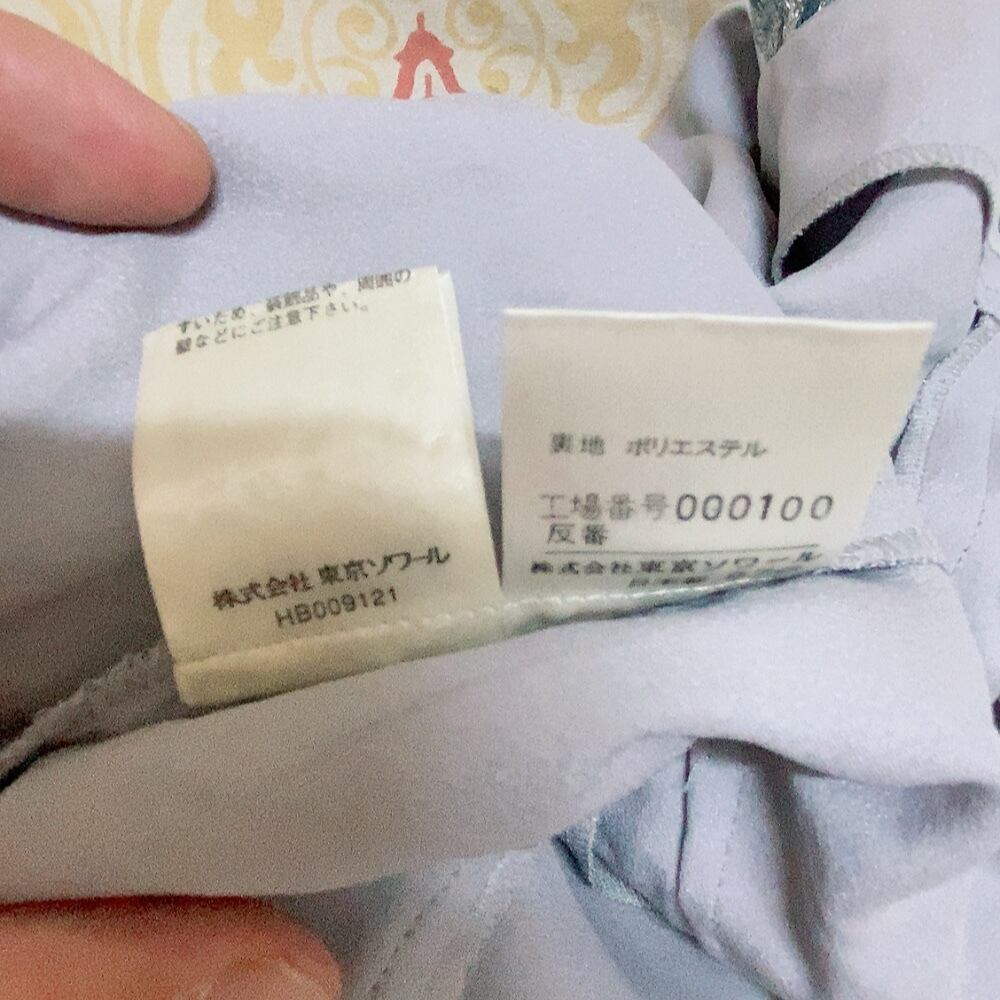 すいため、装飾品や、周囲の
壁などにご注意下さい。
株式会社 東京ソワール
HB009121
裏地 ポリエステル
工場番号000100
反番
株式会社東京ソワール